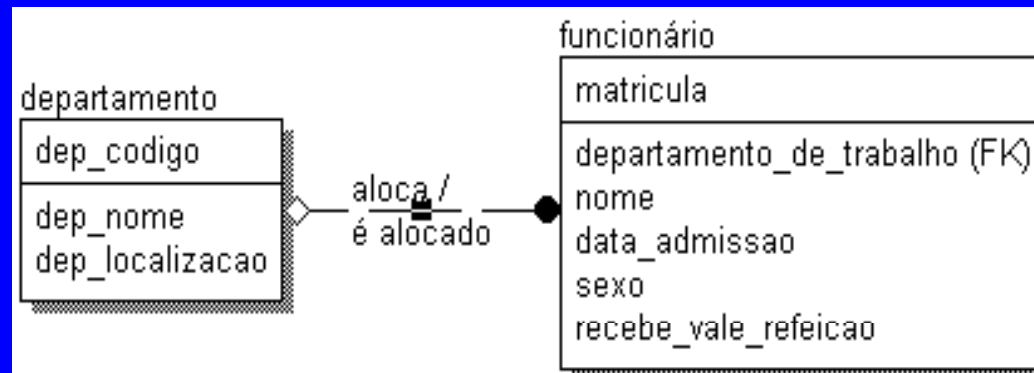 departamento
dep_codigo
dep_nome
dep_localizacao
aloca /
é alocado
funcionário
matricula
departamento_de_trabalho (FK)
nome
data_admissao
sexo
recebe_vale_refeicao